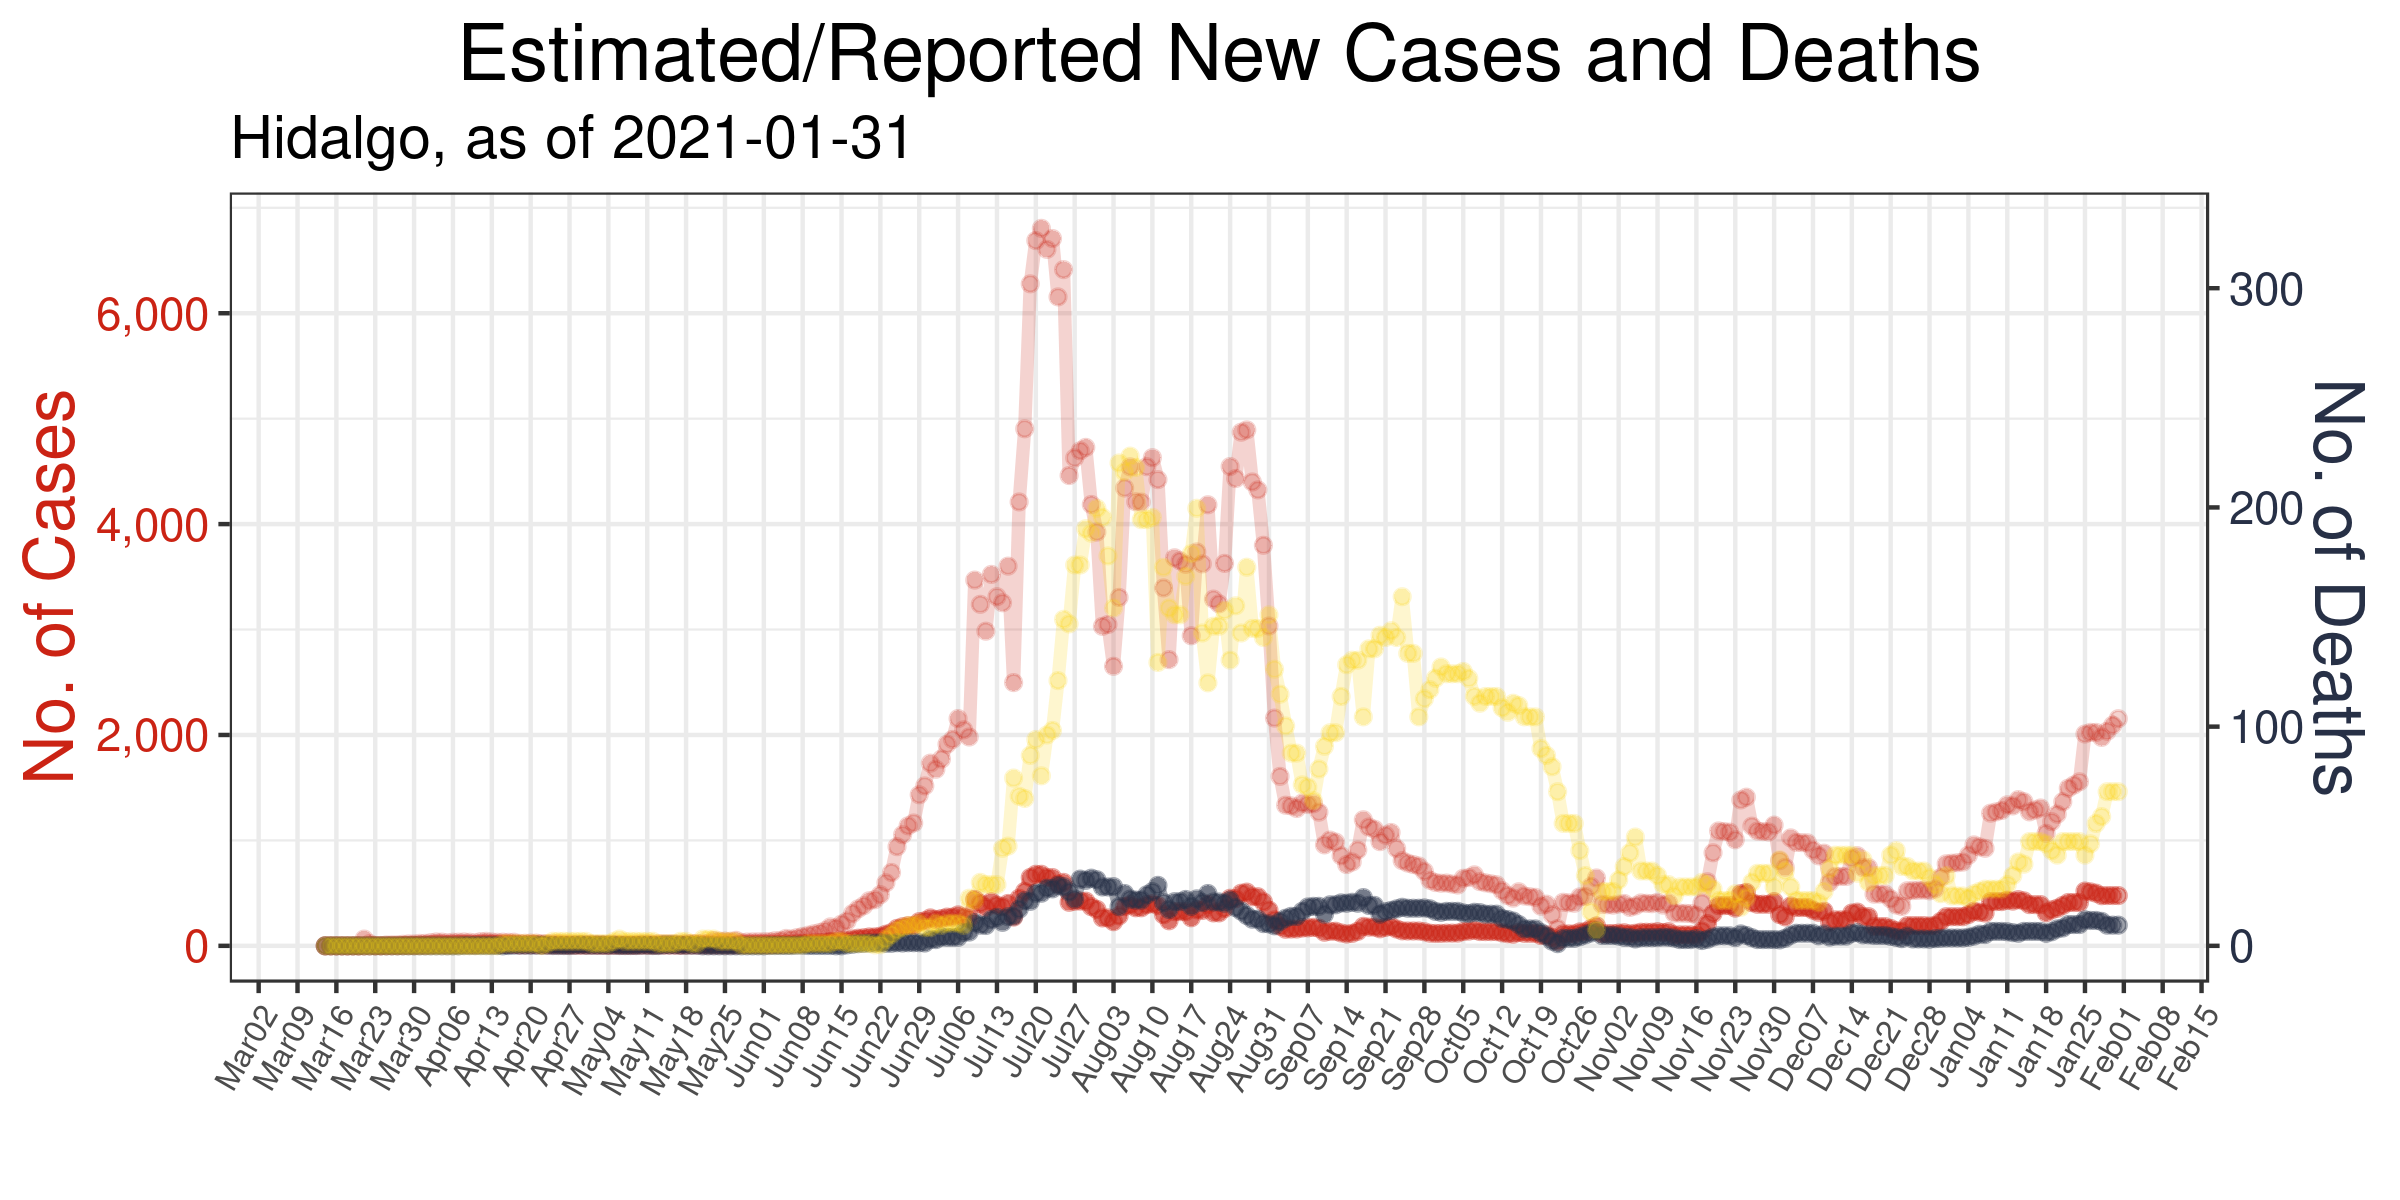 Estimated/Reported New Cases and Deaths
Hidalgo, as of 2021-01-31
No. of Cases
6,000
4,000
2,000
0
No. of Deaths
300
200
100
0
Mar02
Mar09
Mar16
Mar23
Mar30
Apr06
Apr13
Apr20
Apr27
May04
May11
May18
May25
Jun01
Jun08
Jun15
Jun22
Jun29
Jul06
Jul13
Jul20
Jul27
Aug03
Aug10
Aug17
Aug24
Aug31
Sep07
Sep14
Sep21
Sep28
Oct05
Oct12
Oct19
Oct26
Nov02
Nov09
Nov16
Nov23
Nov30
Dec07
Dec14
Dec21
Dec28
Jan04
Jan11
Jan18
Jan25
Feb01
Feb08
Feb15